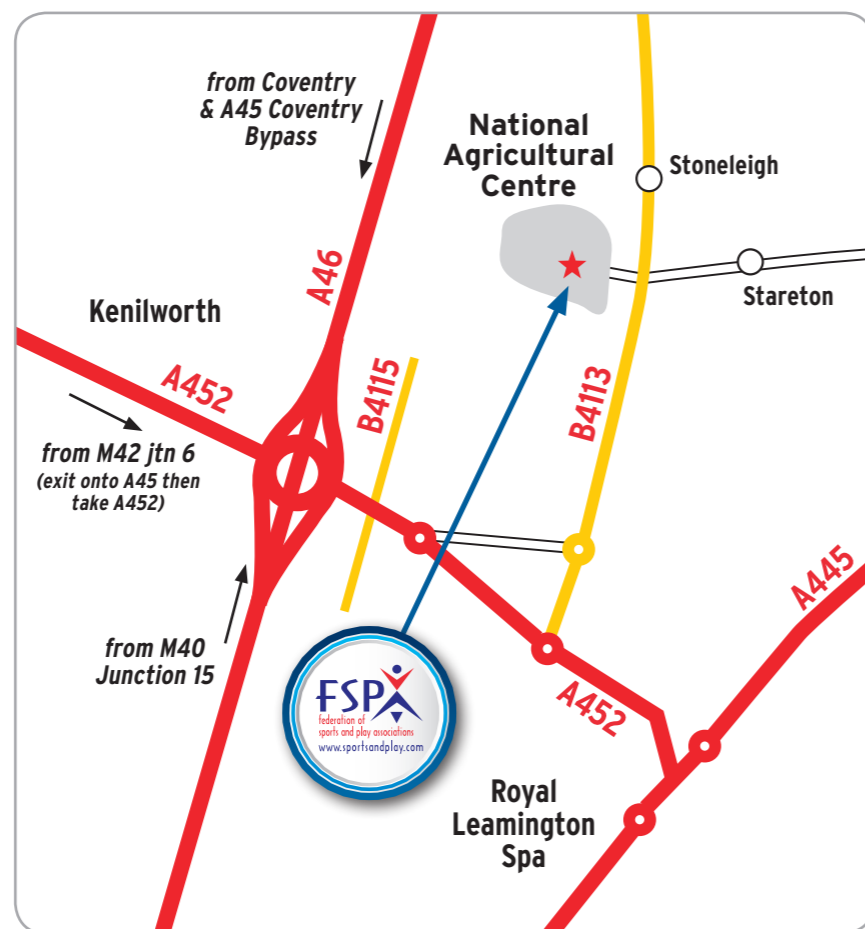 from Coventry
& A45 Coventry
Bypass
National
Agricultural
Centre
Stoneleigh
Stareton
A46
Kenilworth
A452
B4115
B4113
from M42 jtn 6
(exit onto A45 then
take A452)
A445
from M40
Junction 15
FSPA
federation of
sports and play associations
www.sportsandplay.com
A452
Royal
Leamington
Spa